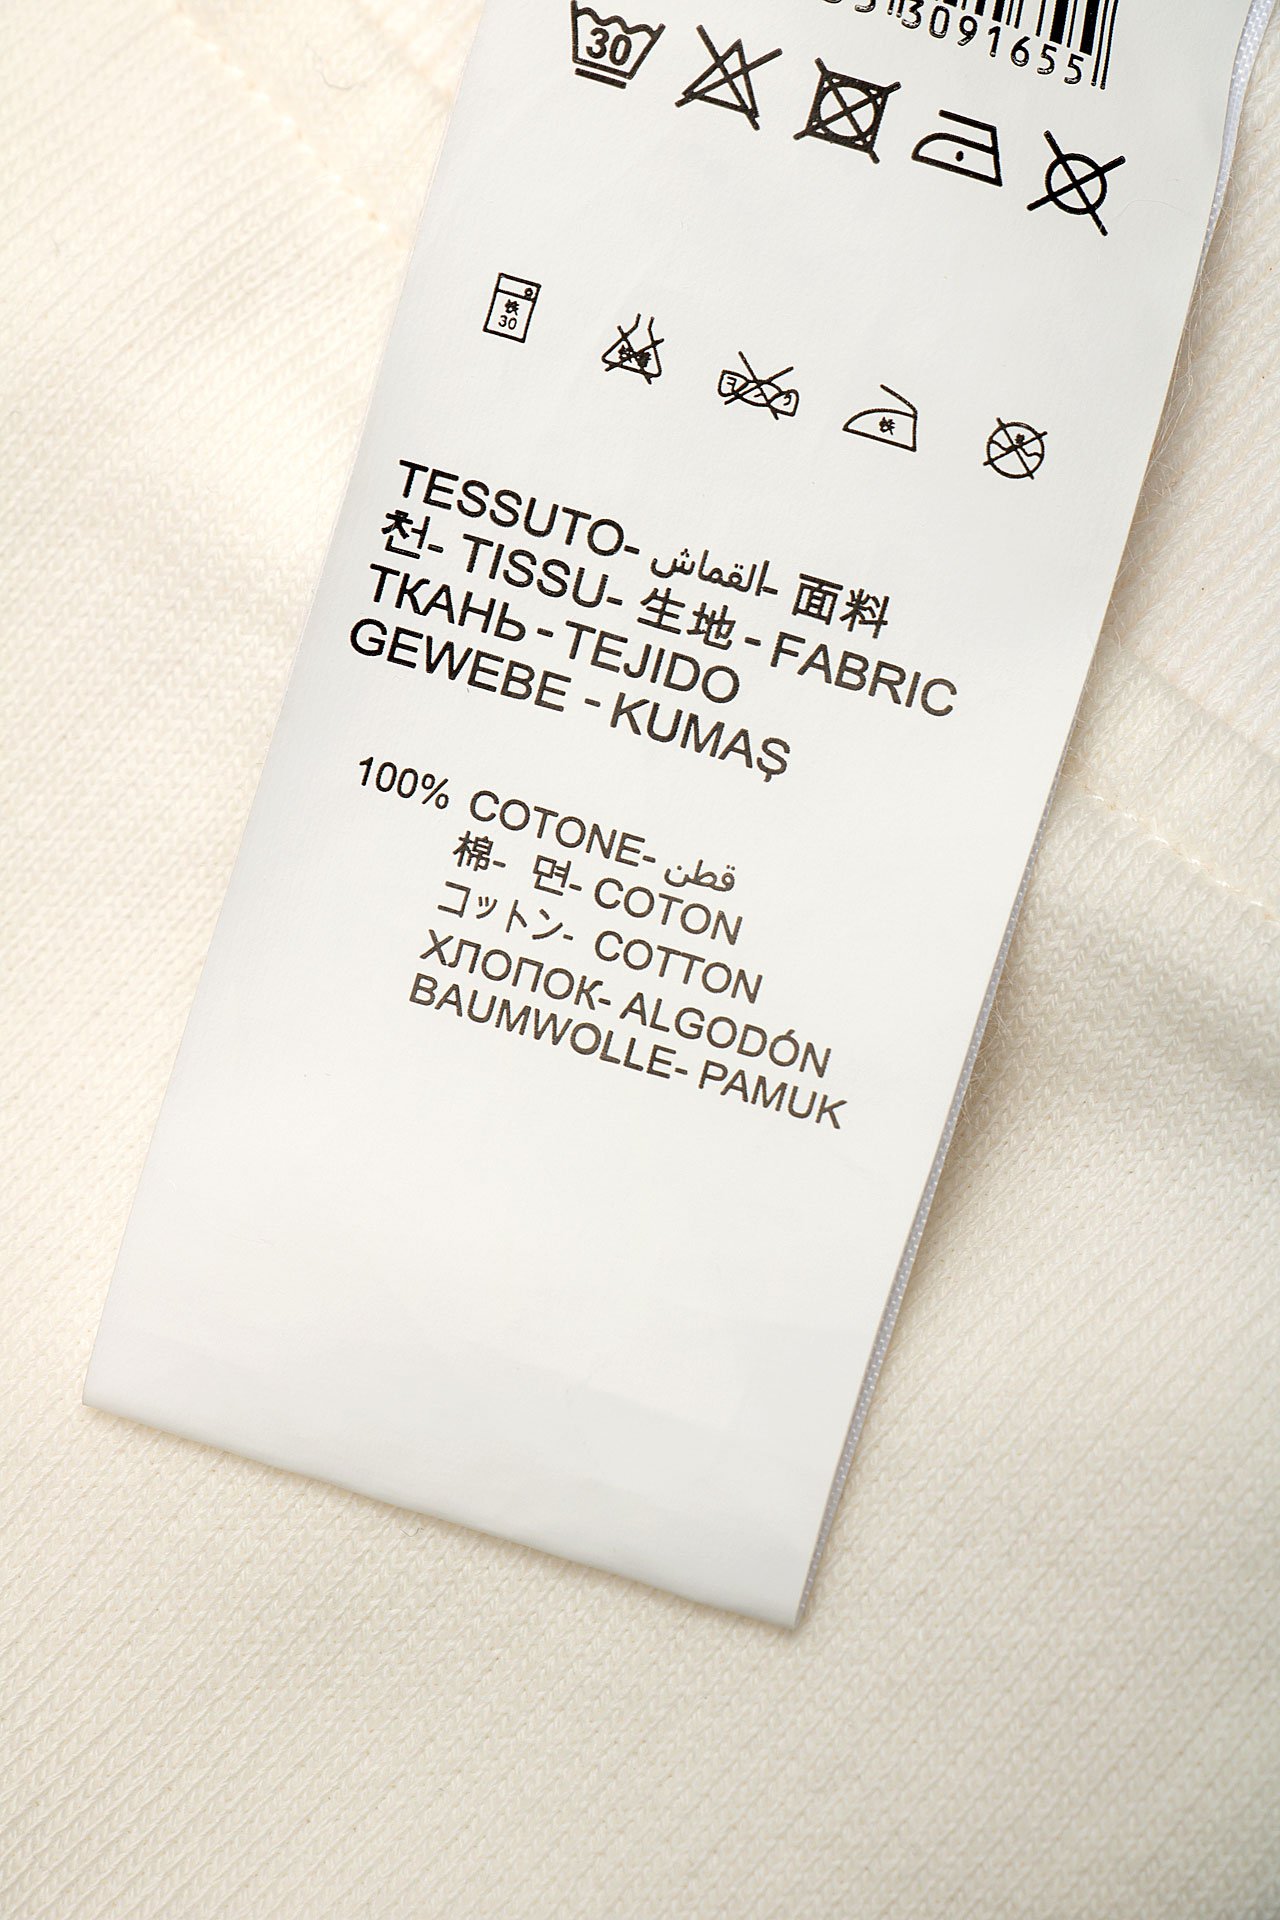 3091655
30
30
TESSUTO- القماش- 面料
천- TISSU- 生地 - FABRIC
ТКАНЬ - TEJIDO
GEWEBE - KUMAŞ
100% COTONE- قطن
棉- 면- COTON
コットン- COTTON
ХЛОПОК- ALGODÓN
BAUMWOLLE- PAMUK